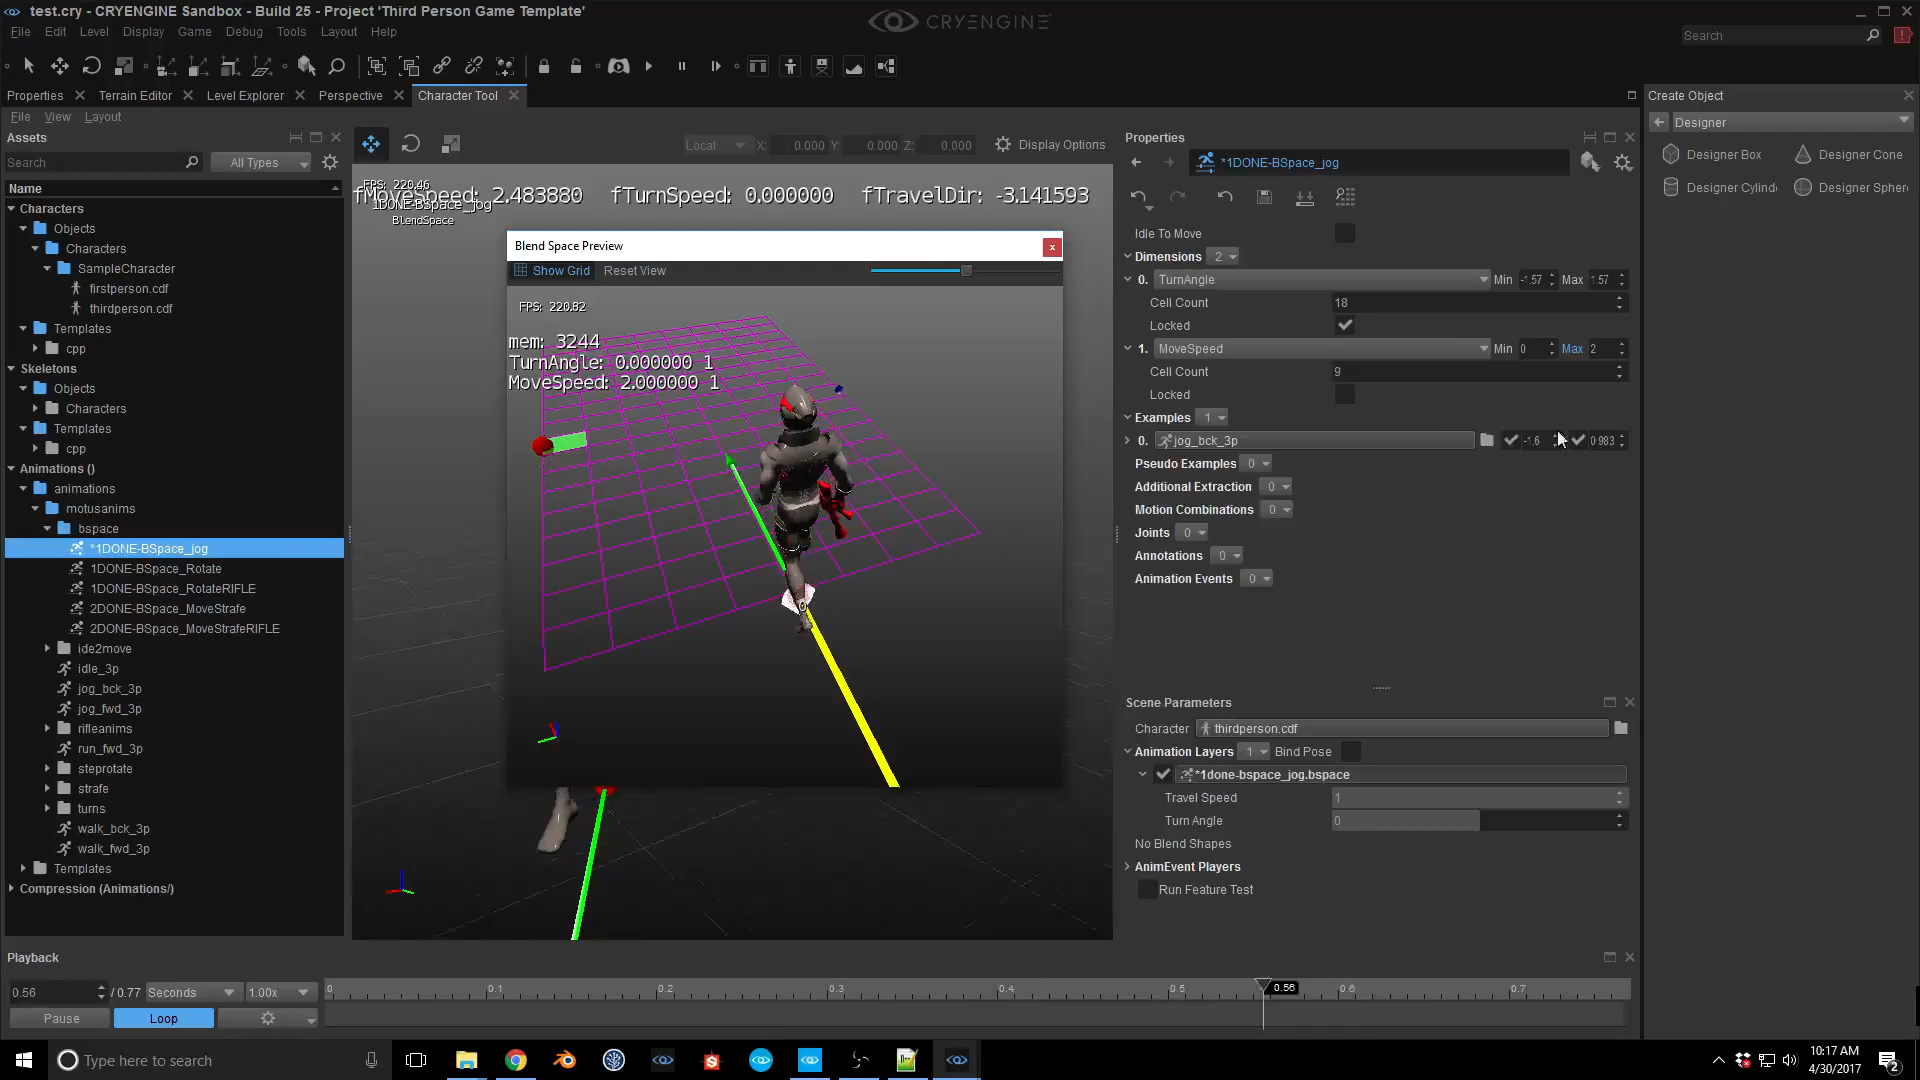 test.cry - CRYENGINE Sandbox - Build 25 - Project 'Third Person Game Template'
CRYENGINE
File Edit Level Display Game Debug Tools Layout Help
Search
Properties Terrain Editor Level Explorer Perspective Character Tool
Create Object
File View Layout
Designer
Assets
Local X: 0.000 Y: 0.000 Z: 0.000 Display Options
Properties
Search All Types
*1DONE-BSpace_jog
Designer Box Designer Cone
Designer Cylind Designer Spher
Name
Characters
Objects
Characters
SampleCharacter
firstperson.cdf
thirdperson.cdf
Templates
cpp
Skeletons
Objects
Characters
Templates
cpp
Animations ()
animations
motusanims
bspace
*1DONE-BSpace_jog
1DONE-BSpace_Rotate
1DONE-BSpace_RotateRIFLE
2DONE-BSpace_MoveStrafe
2DONE-BSpace_MoveStrafeRIFLE
ide2move
idle_3p
jog_bck_3p
jog_fwd_3p
rifleanims
run_fwd_3p
steprotate
strafe
turns
walk_bck_3p
walk_fwd_3p
Templates
Compression (Animations/)
FPS: 220.46
fMoveSpeed: 2.483880 fTurnSpeed: 0.000000 fTravelDir: -3.141593
1DONE-BSpace_jog
BlendSpace
Blend Space Preview x
Show Grid Reset View
FPS: 220.82
mem: 3244
TurnAngle: 0.000000 1
MoveSpeed: 2.000000 1
0
Idle To Move
Dimensions 2
0. TurnAngle Min -1.57 Max 1.57
Cell Count 18
Locked
1. MoveSpeed Min 0 Max 2
Cell Count 9
Locked
Examples 1
0. jog_bck_3p -1.6 0.983
Pseudo Examples 0
Additional Extraction 0
Motion Combinations 0
Joints 0
Annotations 0
Animation Events 0
Scene Parameters
Character thirdperson.cdf
Animation Layers 1 Bind Pose
*1done-bspace_jog.bspace
Travel Speed 1
Turn Angle 0
No Blend Shapes
AnimEvent Players
Run Feature Test
Playback
0.56 / 0.77 Seconds 1.00x
0 0.1 0.2 0.3 0.4 0.5 0.56 0.6 0.7
Pause Loop
Type here to search
10:17 AM
4/30/2017
2